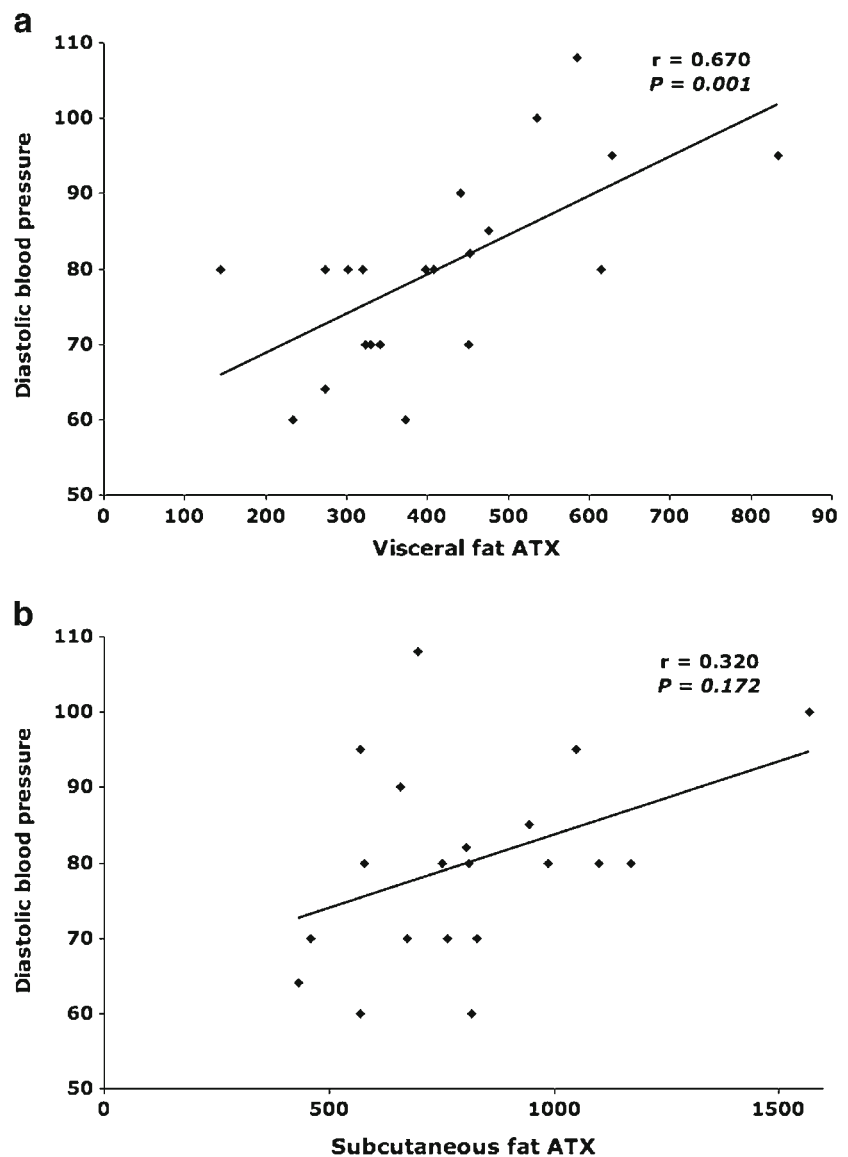 a
110
100
90
80
70
60
50
Diastolic blood pressure
r = 0.670
P = 0.001
0 100 200 300 400 500 600 700 800 90
Visceral fat ATX
b
110
100
90
80
70
60
50
Diastolic blood pressure
r = 0.320
P = 0.172
0 500 1000 1500
Subcutaneous fat ATX